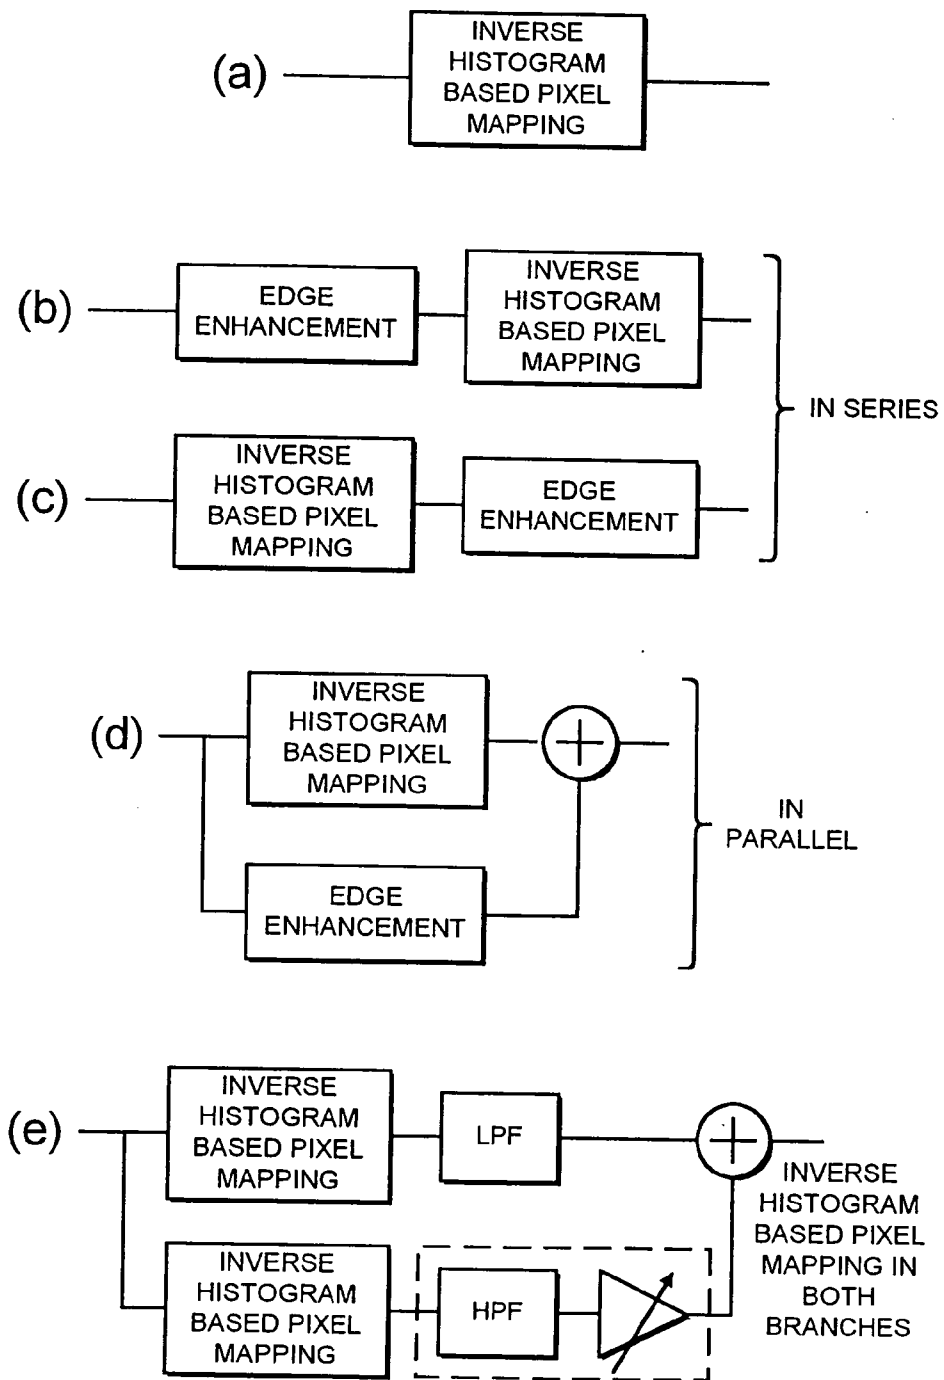 (a)
INVERSE
HISTOGRAM
BASED PIXEL
MAPPING
(b)
EDGE
ENHANCEMENT
INVERSE
HISTOGRAM
BASED PIXEL
MAPPING
(c)
INVERSE
HISTOGRAM
BASED PIXEL
MAPPING
EDGE
ENHANCEMENT
IN SERIES
(d)
INVERSE
HISTOGRAM
BASED PIXEL
MAPPING
EDGE
ENHANCEMENT
IN
PARALLEL
(e)
INVERSE
HISTOGRAM
BASED PIXEL
MAPPING
LPF
INVERSE
HISTOGRAM
BASED PIXEL
MAPPING
HPF
INVERSE
HISTOGRAM
BASED PIXEL
MAPPING IN
BOTH
BRANCHES